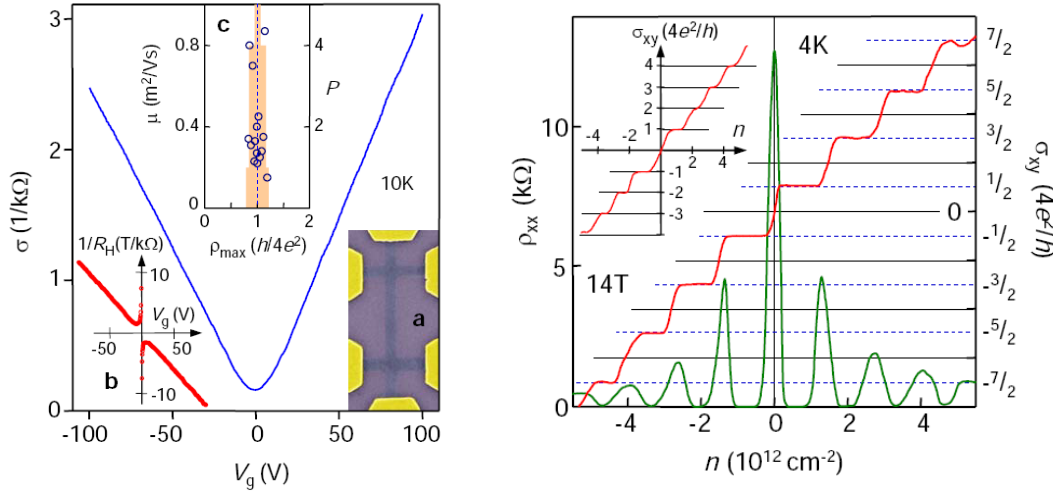 3
2
1
0
σ (1/kΩ)
-100
-50
0
50
100
V_g (V)
10K
c
μ (m²/Vs)
0.8
0.4
0
4
2
P
0
1
2
ρ_max (h/4e²)
1/R_H(T/kΩ)
10
V_g (V)
-50
50
-10
b
a
ρ_xx (kΩ)
10
5
0
-4
-2
0
2
4
n (10¹² cm⁻²)
4K
14T
σ_xy (4e²/h)
4
3
2
1
-4
-2
2
4
n
-1
-2
-3
7/2
5/2
3/2
1/2
0
-1/2
-3/2
-5/2
-7/2
σ_xy (4e²/h)